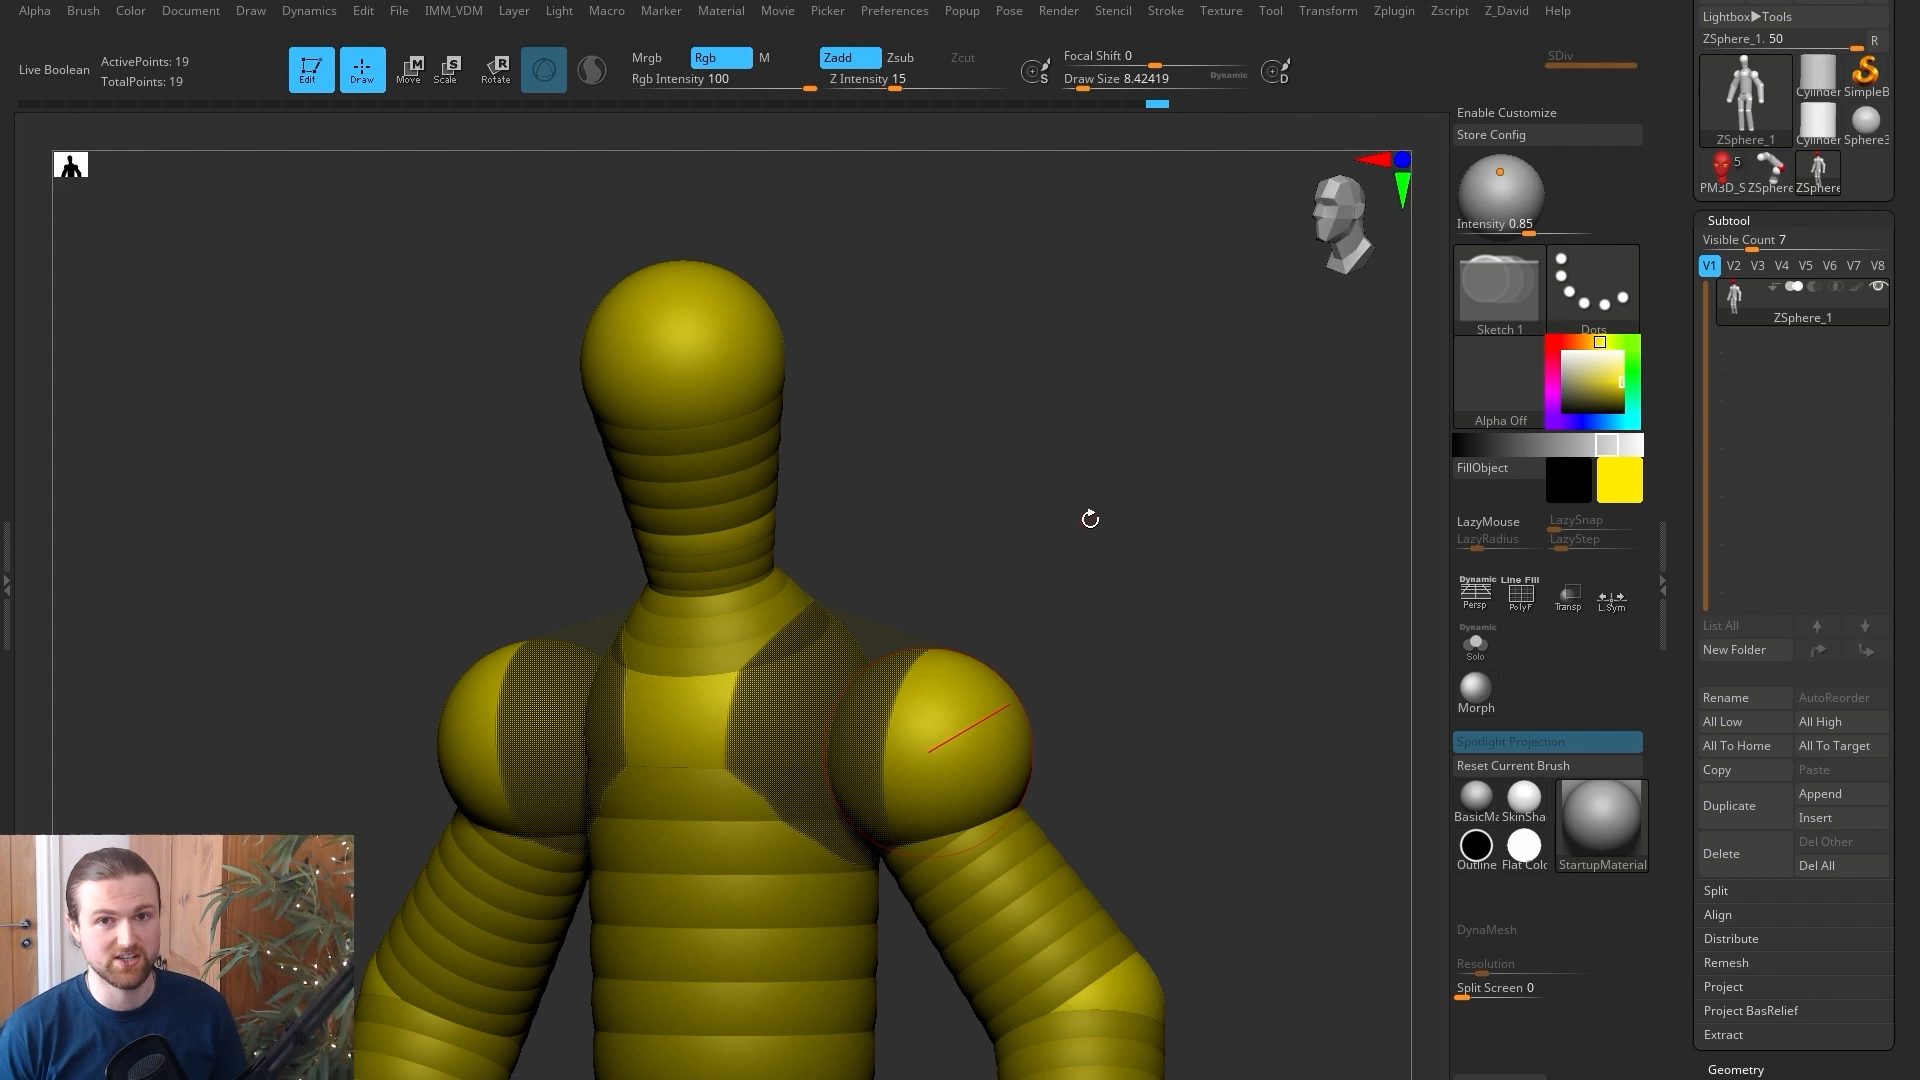 Alpha Brush Color Document Draw Dynamics Edit File IMM_VDM Layer Light Macro Marker Material Movie Picker Preferences Popup Pose Render Stencil Stroke Texture Tool Transform Zplugin Zscript Z_David Help
Live Boolean
ActivePoints: 19
TotalPoints: 19
Edit
Draw
Move
Scale
Rotate
Mrgb Rgb M
Rgb Intensity 100
Zadd Zsub Zcut
Z Intensity 15
S
Focal Shift 0
Draw Size 8.42419
Dynamic
D
SDiv
Enable Customize
Store Config
Intensity 0.85
Sketch 1
Dots
Alpha Off
FillObject
LazyMouse LazySnap
LazyRadius LazyStep
Dynamic
Persp
Line Fill
PolyF
Transp
L.Sym
Dynamic
Solo
Morph
Spotlight Projection
Reset Current Brush
BasicMa SkinSha
Outline Flat Colo
StartupMaterial
DynaMesh
Resolution
Split Screen 0
Lightbox▶Tools
ZSphere_1. 50 R
ZSphere_1
Cylinder SimpleB
Cylinder Sphere3
5
PM3D_S ZSphere ZSphere
Subtool
Visible Count 7
V1 V2 V3 V4 V5 V6 V7 V8
ZSphere_1
List All
New Folder
Rename AutoReorder
All Low All High
All To Home All To Target
Copy Paste
Duplicate Append
Insert
Delete Del Other
Del All
Split
Align
Distribute
Remesh
Project
Project BasRelief
Extract
Geometry